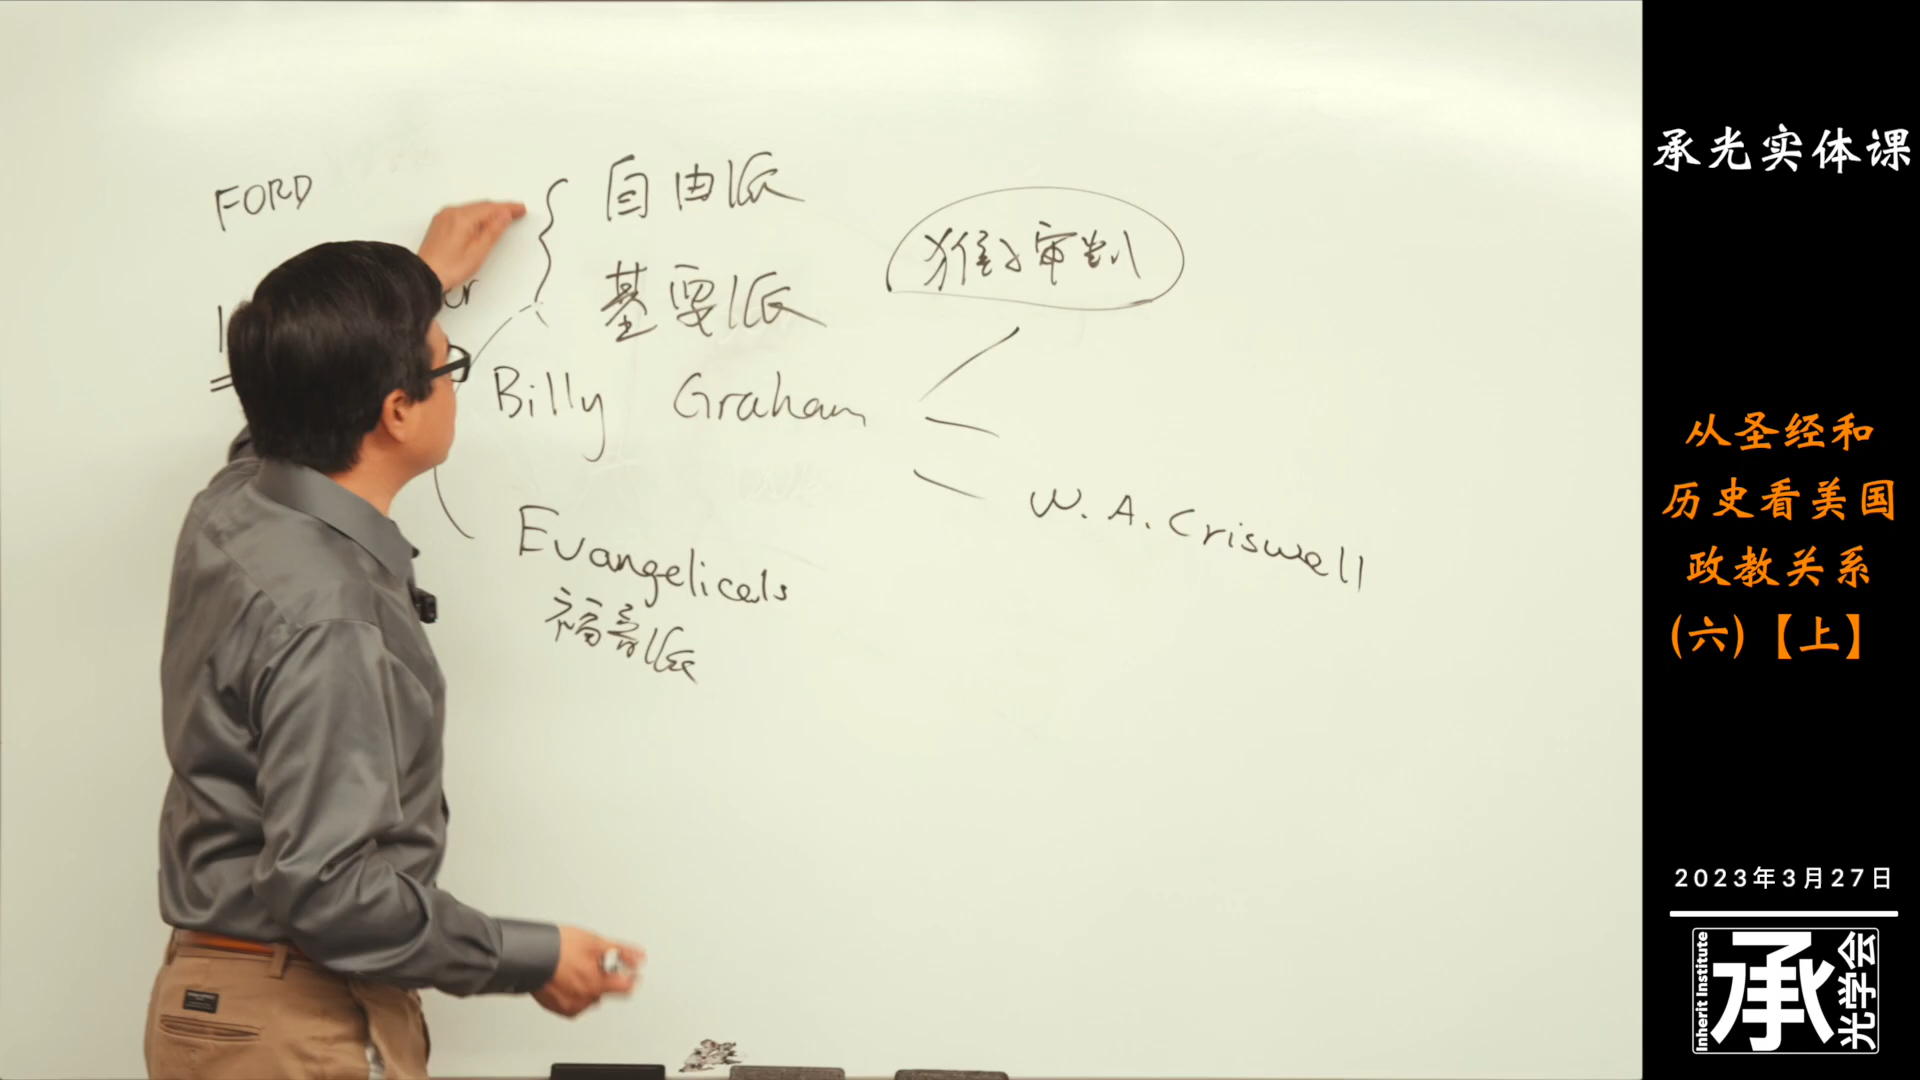 FORD
自由派
基要派
猴子审判
Billy Graham
W. A. Criswell
Evangelicals
福音派
承光实体课
从圣经和
历史看美国
政教关系
(六)【上】
2023年3月27日
Inherit Institute
承
光学会